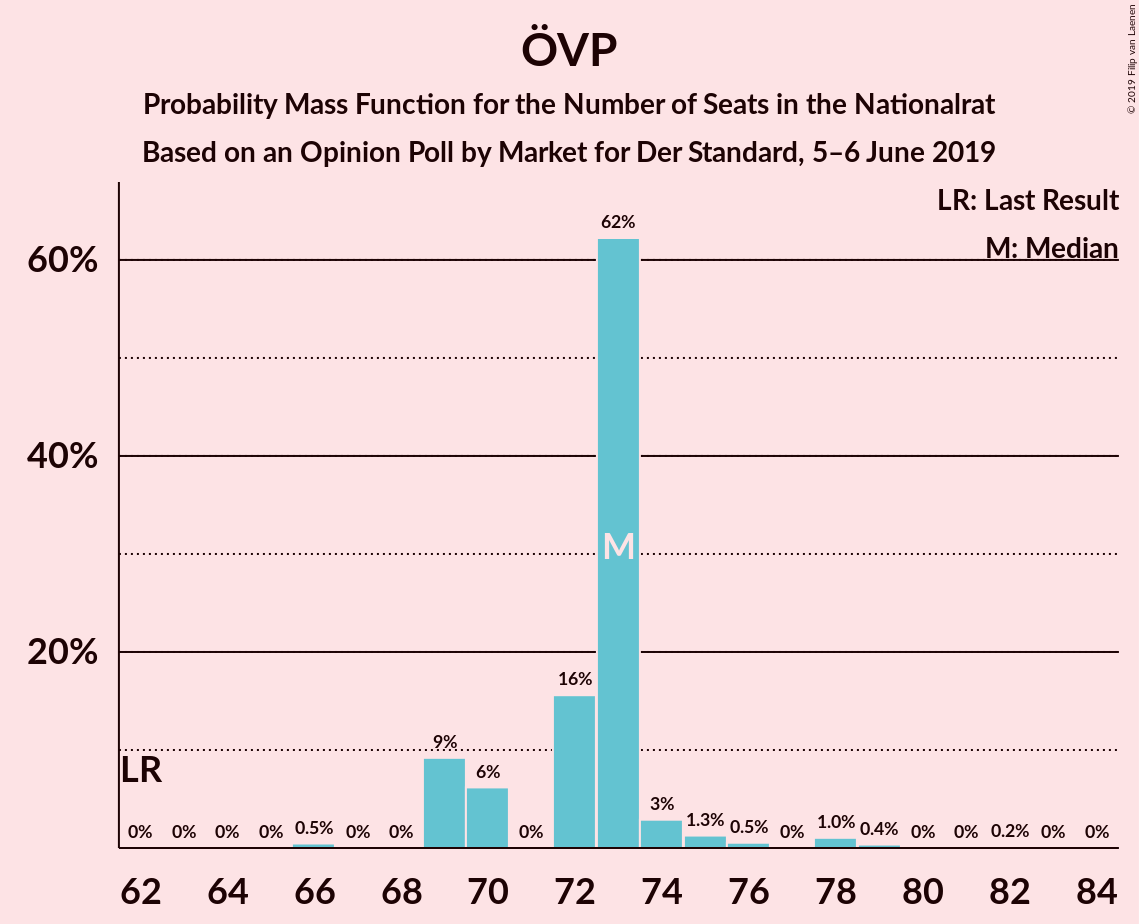 ÖVP
Probability Mass Function for the Number of Seats in the Nationalrat
Based on an Opinion Poll by Market for Der Standard, 5–6 June 2019
© 2019 Filip van Laenen
LR: Last Result
M: Median
60%
40%
20%
62%
M
16%
9%
6%
LR
3%
0% 0% 0% 0% 0.5% 0% 0% 0% 1.3% 0.5% 0% 1.0% 0.4% 0% 0% 0.2% 0% 0%
62 64 66 68 70 72 74 76 78 80 82 84